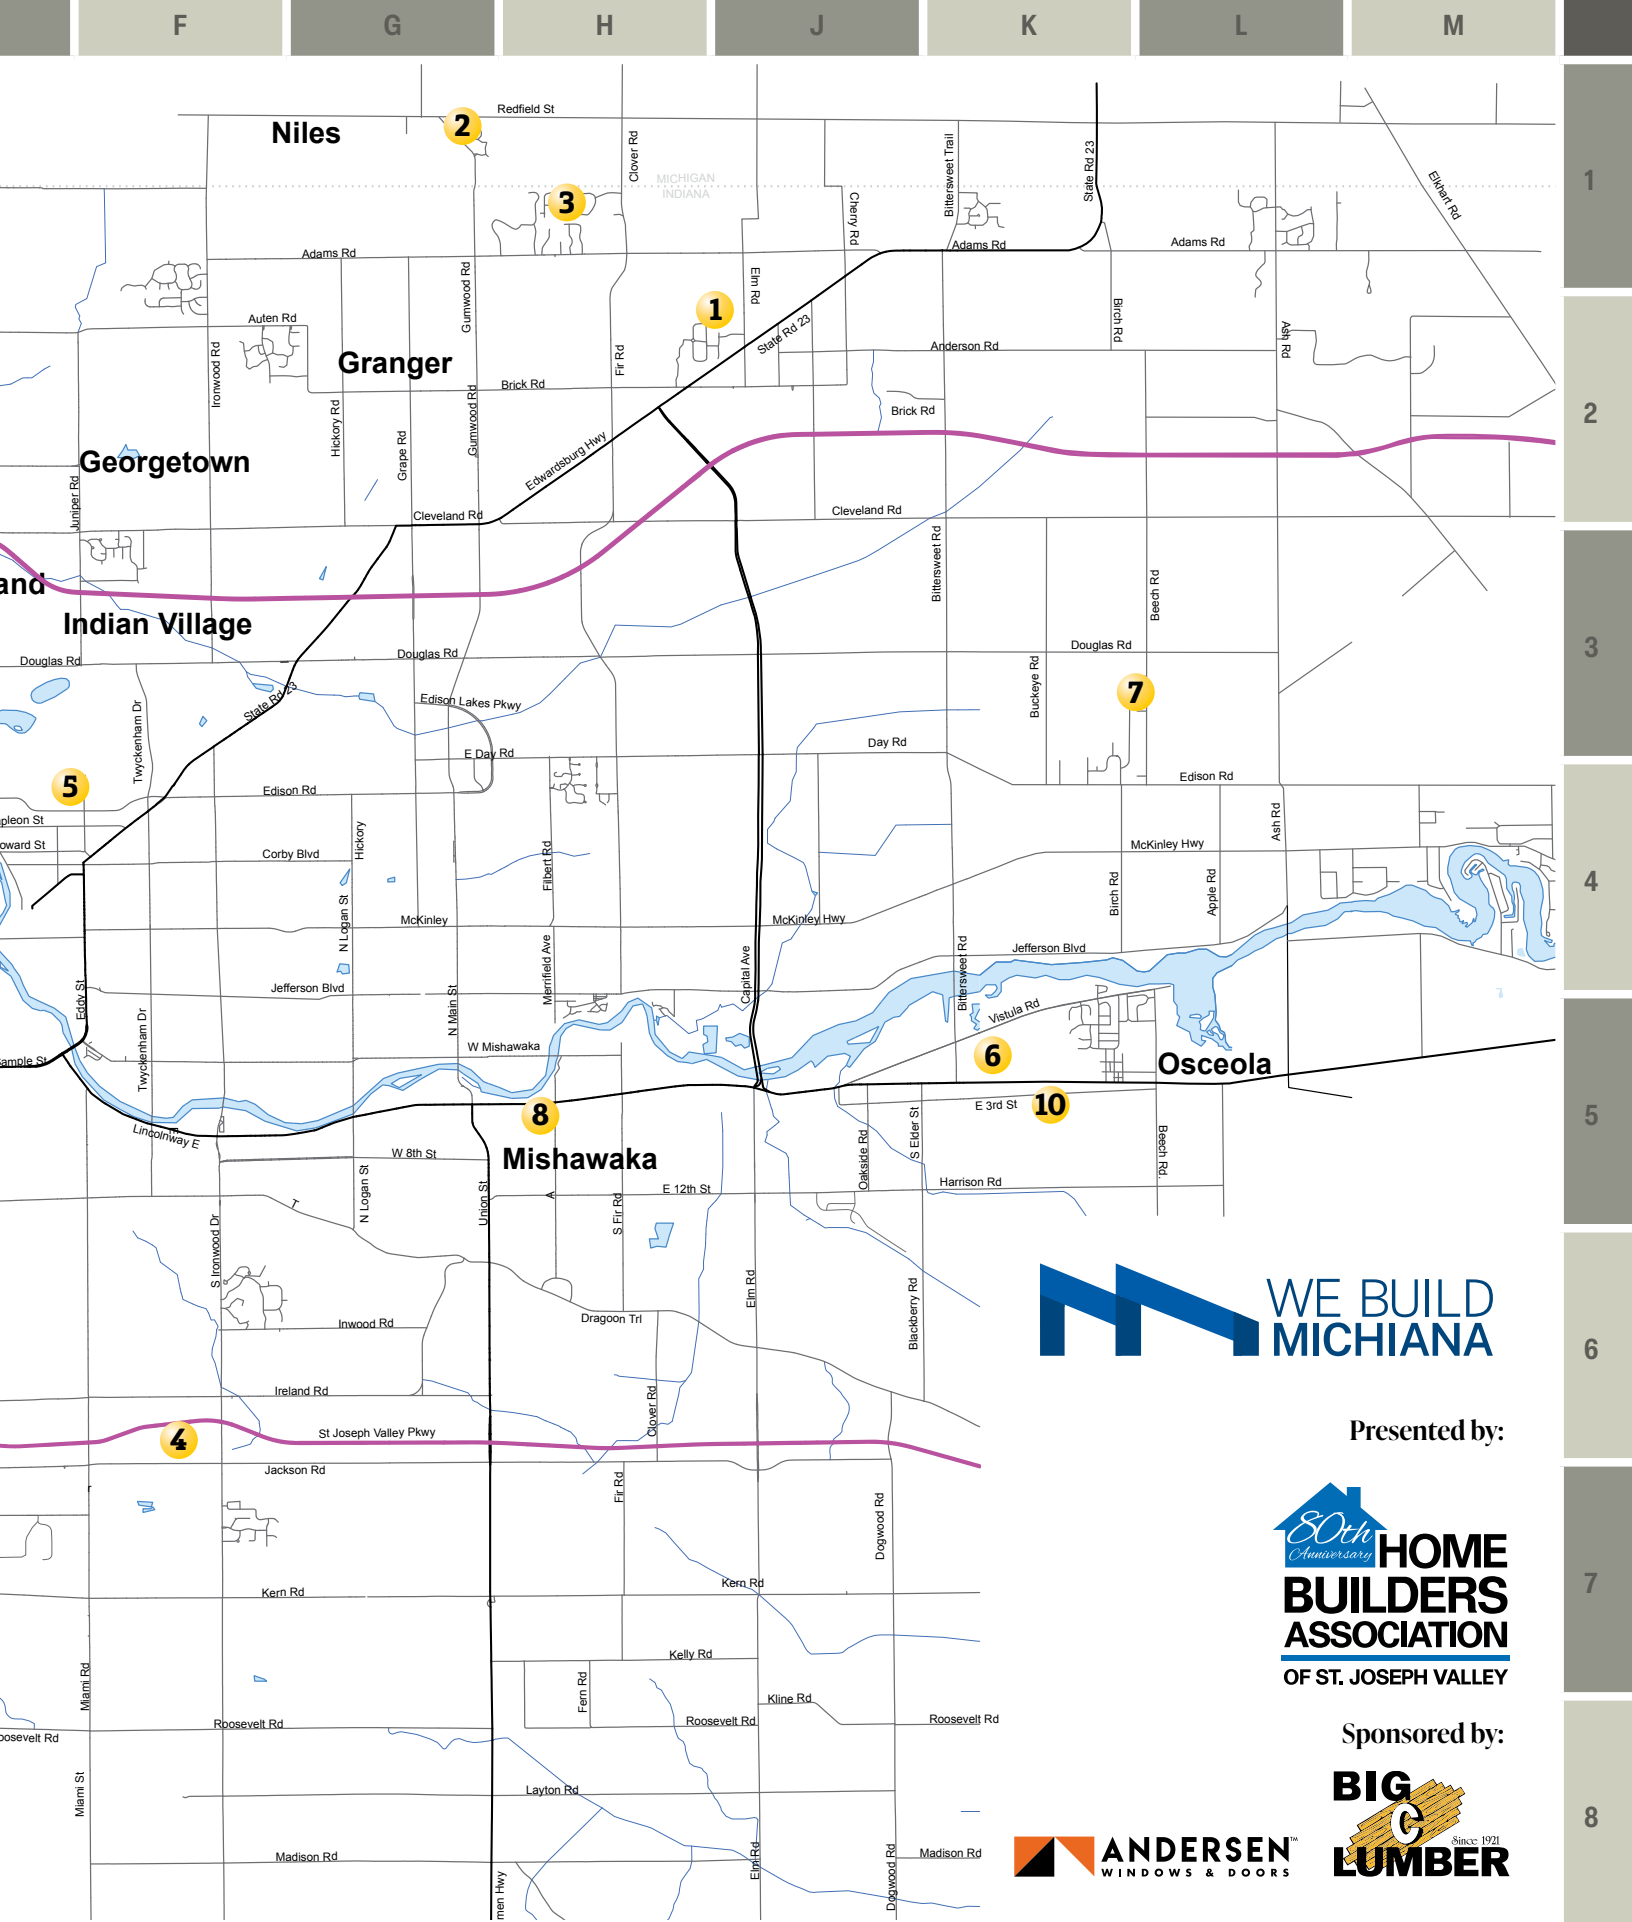 F
G
H
J
K
L
M
1
2
3
4
5
6
7
8
Redfield St
Niles
2
Clover Rd
MICHIGAN
INDIANA
3
Bittersweet Trail
State Rd 23
Elkhart Rd
Cherry Rd
Adams Rd
Adams Rd
Adams Rd
Gumwood Rd
Elm Rd
1
Birch Rd
Ash Rd
Auten Rd
State Rd 23
Anderson Rd
Ironwood Rd
Granger
Fir Rd
Brick Rd
Brick Rd
Hickory Rd
Grape Rd
Gumwood Rd
Edwardsburg Hwy
Georgetown
Juniper Rd
Cleveland Rd
Cleveland Rd
Bittersweet Rd
Beech Rd
and
Indian Village
Douglas Rd
Douglas Rd
Douglas Rd
Buckeye Rd
7
State Rd 23
Edison Lakes Pkwy
Twyckenham Dr
E Day Rd
Day Rd
5
Edison Rd
Edison Rd
pleon St
oward St
Corby Blvd
Hickory
Filbert Rd
McKinley Hwy
Ash Rd
Birch Rd
Apple Rd
N Logan St
McKinley
McKinley Hwy
Merrifield Ave
Capital Ave
Bittersweet Rd
Jefferson Blvd
Jefferson Blvd
Eddy St
N Main St
Vistula Rd
Twyckenham Dr
W Mishawaka
6
Osceola
ample St
Lincolnway E
8
E 3rd St
10
W 8th St
Mishawaka
Oakside Rd
S Elder St
Beech Rd.
N Logan St
Union St
A
T
E 12th St
Harrison Rd
S Fir Rd
S Ironwood Dr
Elm Rd
Blackberry Rd
Inwood Rd
Dragoon Trl
WE BUILD
MICHIANA
Ireland Rd
Clover Rd
4
St Joseph Valley Pkwy
Presented by:
Jackson Rd
Fir Rd
Dogwood Rd
80th
Anniversary
HOME
BUILDERS
ASSOCIATION
OF ST. JOSEPH VALLEY
Kern Rd
Kern Rd
Miami Rd
Kelly Rd
Fern Rd
Kline Rd
Roosevelt Rd
Roosevelt Rd
Roosevelt Rd
oosevelt Rd
Sponsored by:
Miami St
Layton Rd
BIG
C
LUMBER
Since 1921
Madison Rd
Elm Rd
Dogwood Rd
Madison Rd
ANDERSEN™
WINDOWS & DOORS
men Hwy